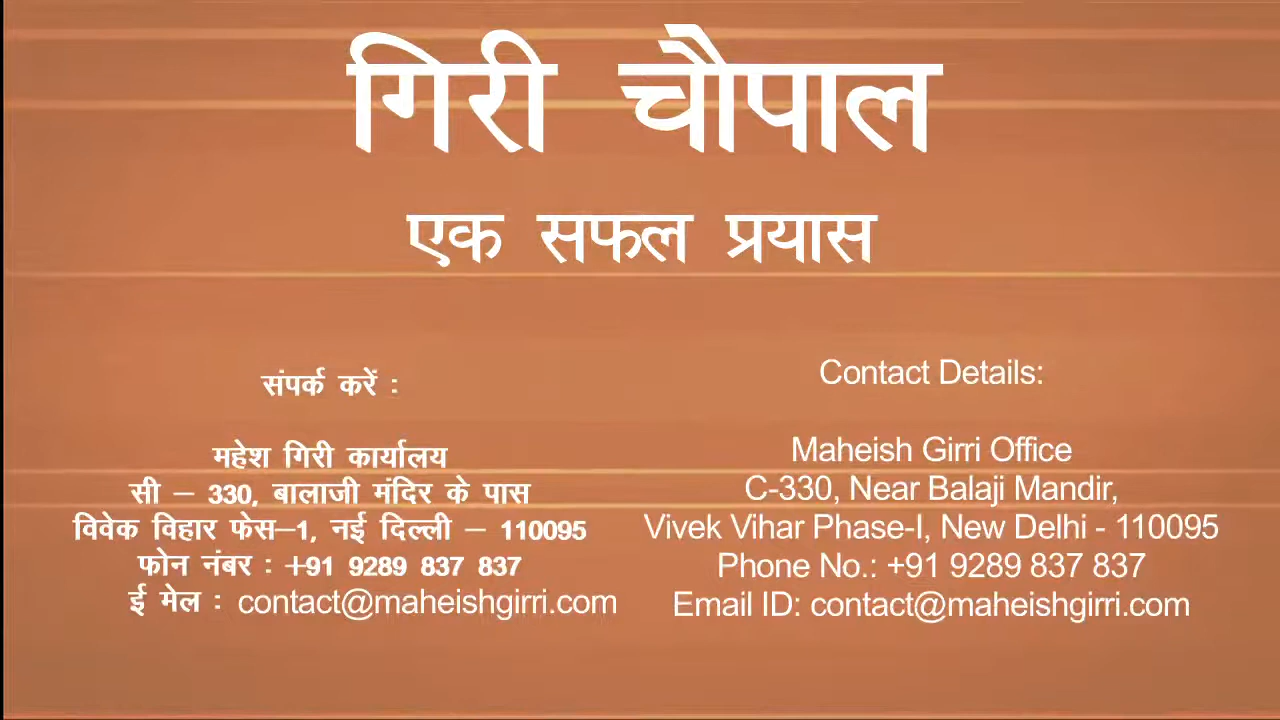 गिरी चौपाल
एक सफल प्रयास
संपर्क करें :
महेश गिरी कार्यालय
सी – 330, बालाजी मंदिर के पास
विवेक विहार फेस–1, नई दिल्ली – 110095
फोन नंबर : +91 9289 837 837
ई मेल : contact@maheishgirri.com
Contact Details:
Maheish Girri Office
C-330, Near Balaji Mandir,
Vivek Vihar Phase-I, New Delhi - 110095
Phone No.: +91 9289 837 837
Email ID: contact@maheishgirri.com